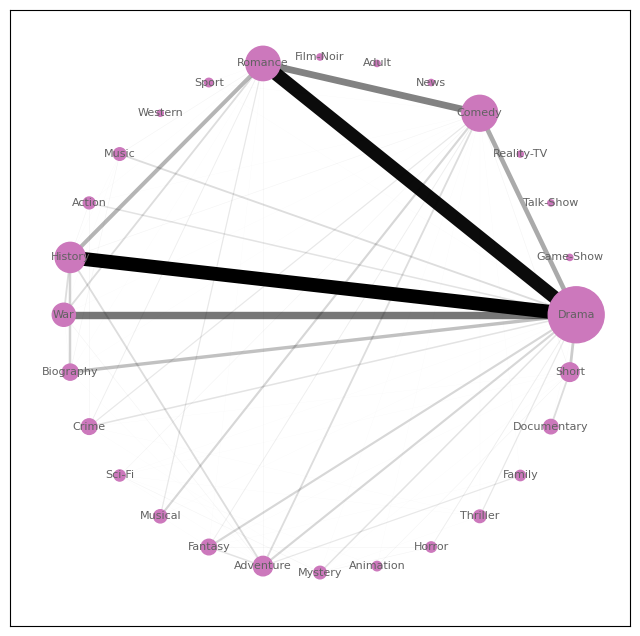 Film-Noir
Romance
Adult
Sport
News
Western
Comedy
Music
Reality-TV
Action
Talk-Show
History
Game-Show
War
Drama
Biography
Short
Crime
Documentary
Sci-Fi
Family
Musical
Thriller
Fantasy
Horror
Adventure
Mystery
Animation